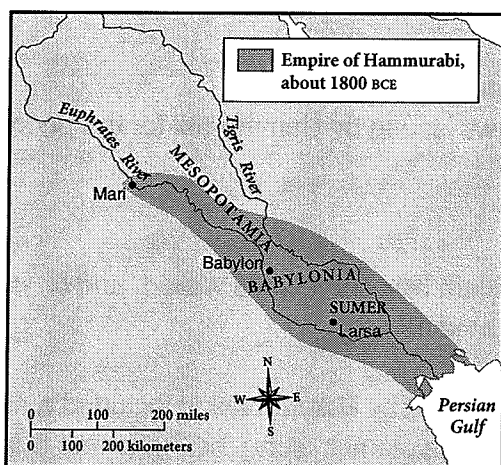 Empire of Hammurabi,
about 1800 BCE
Euphrates River
Tigris River
MESOPOTAMIA
Mari
Babylon
BABYLONIA
SUMER
Larsa
N
W E
S
0 100 200 miles
0 100 200 kilometers
Persian
Gulf